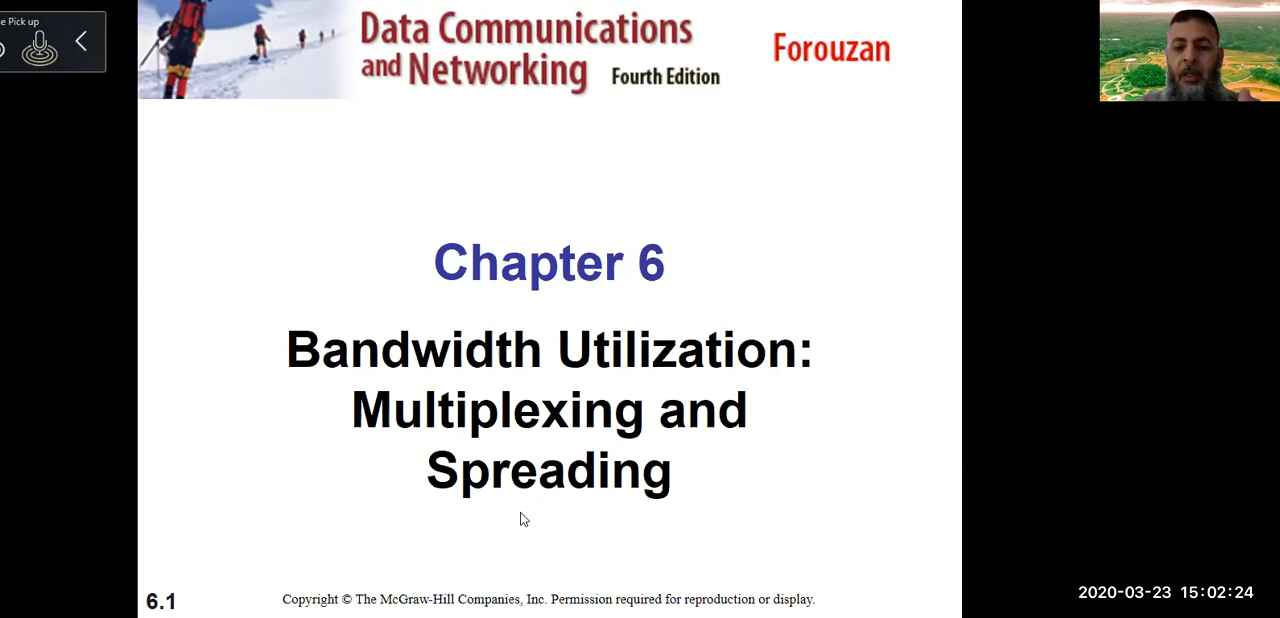 e Pick up
Data Communications
and Networking Fourth Edition
Forouzan
Chapter 6
Bandwidth Utilization:
Multiplexing and
Spreading
6.1
Copyright © The McGraw-Hill Companies, Inc. Permission required for reproduction or display.
2020-03-23 15:02:24